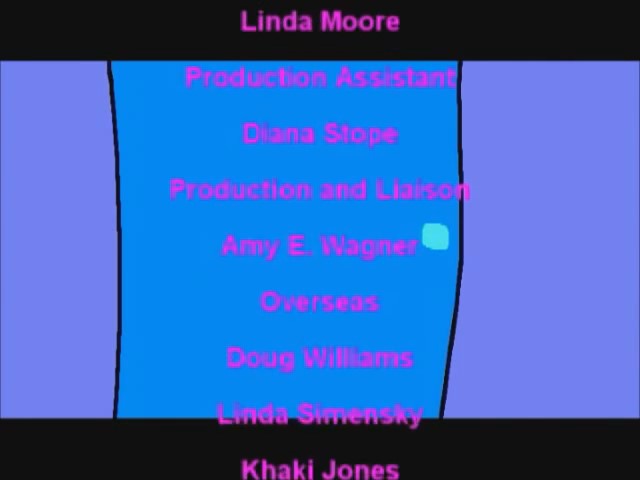 Linda Moore
Production Assistant
Diana Stope
Production and Liaison
Amy E. Wagner
Overseas
Doug Williams
Linda Simensky
Khaki Jones